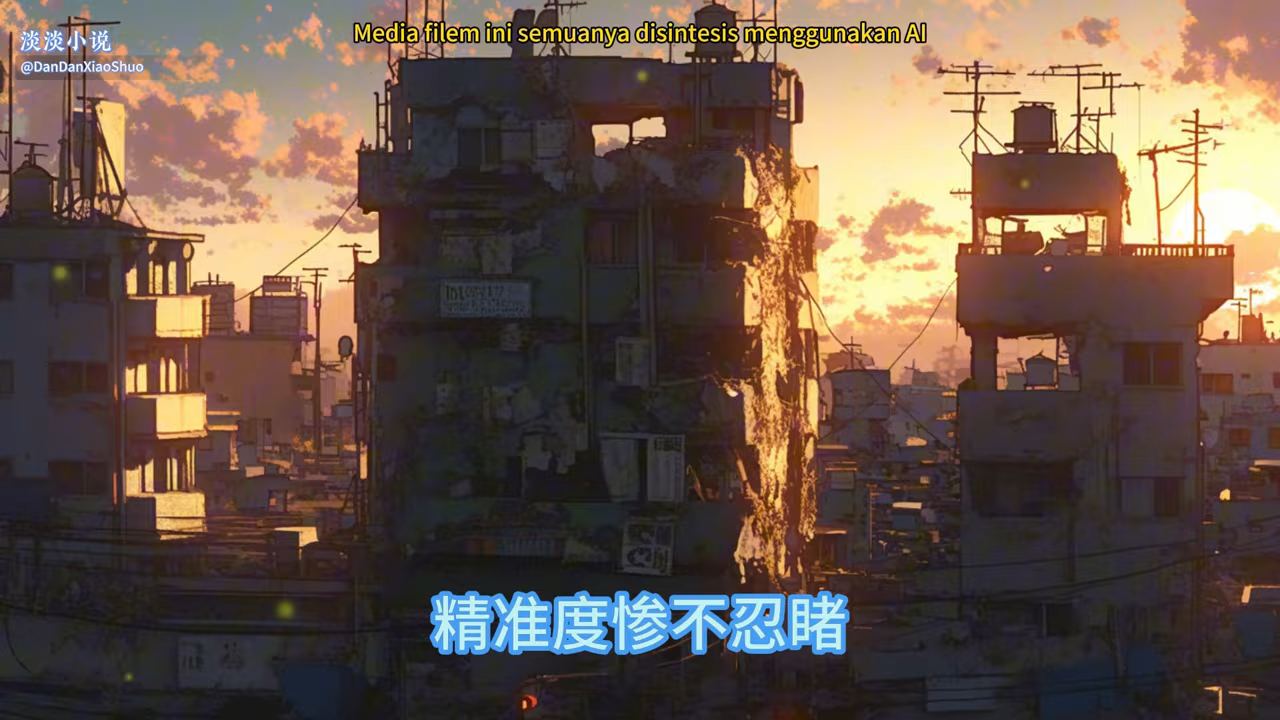 Media filem ini semuanya disintesis menggunakan AI
淡淡小说
@DanDanXiaoShuo
精准度惨不忍睹